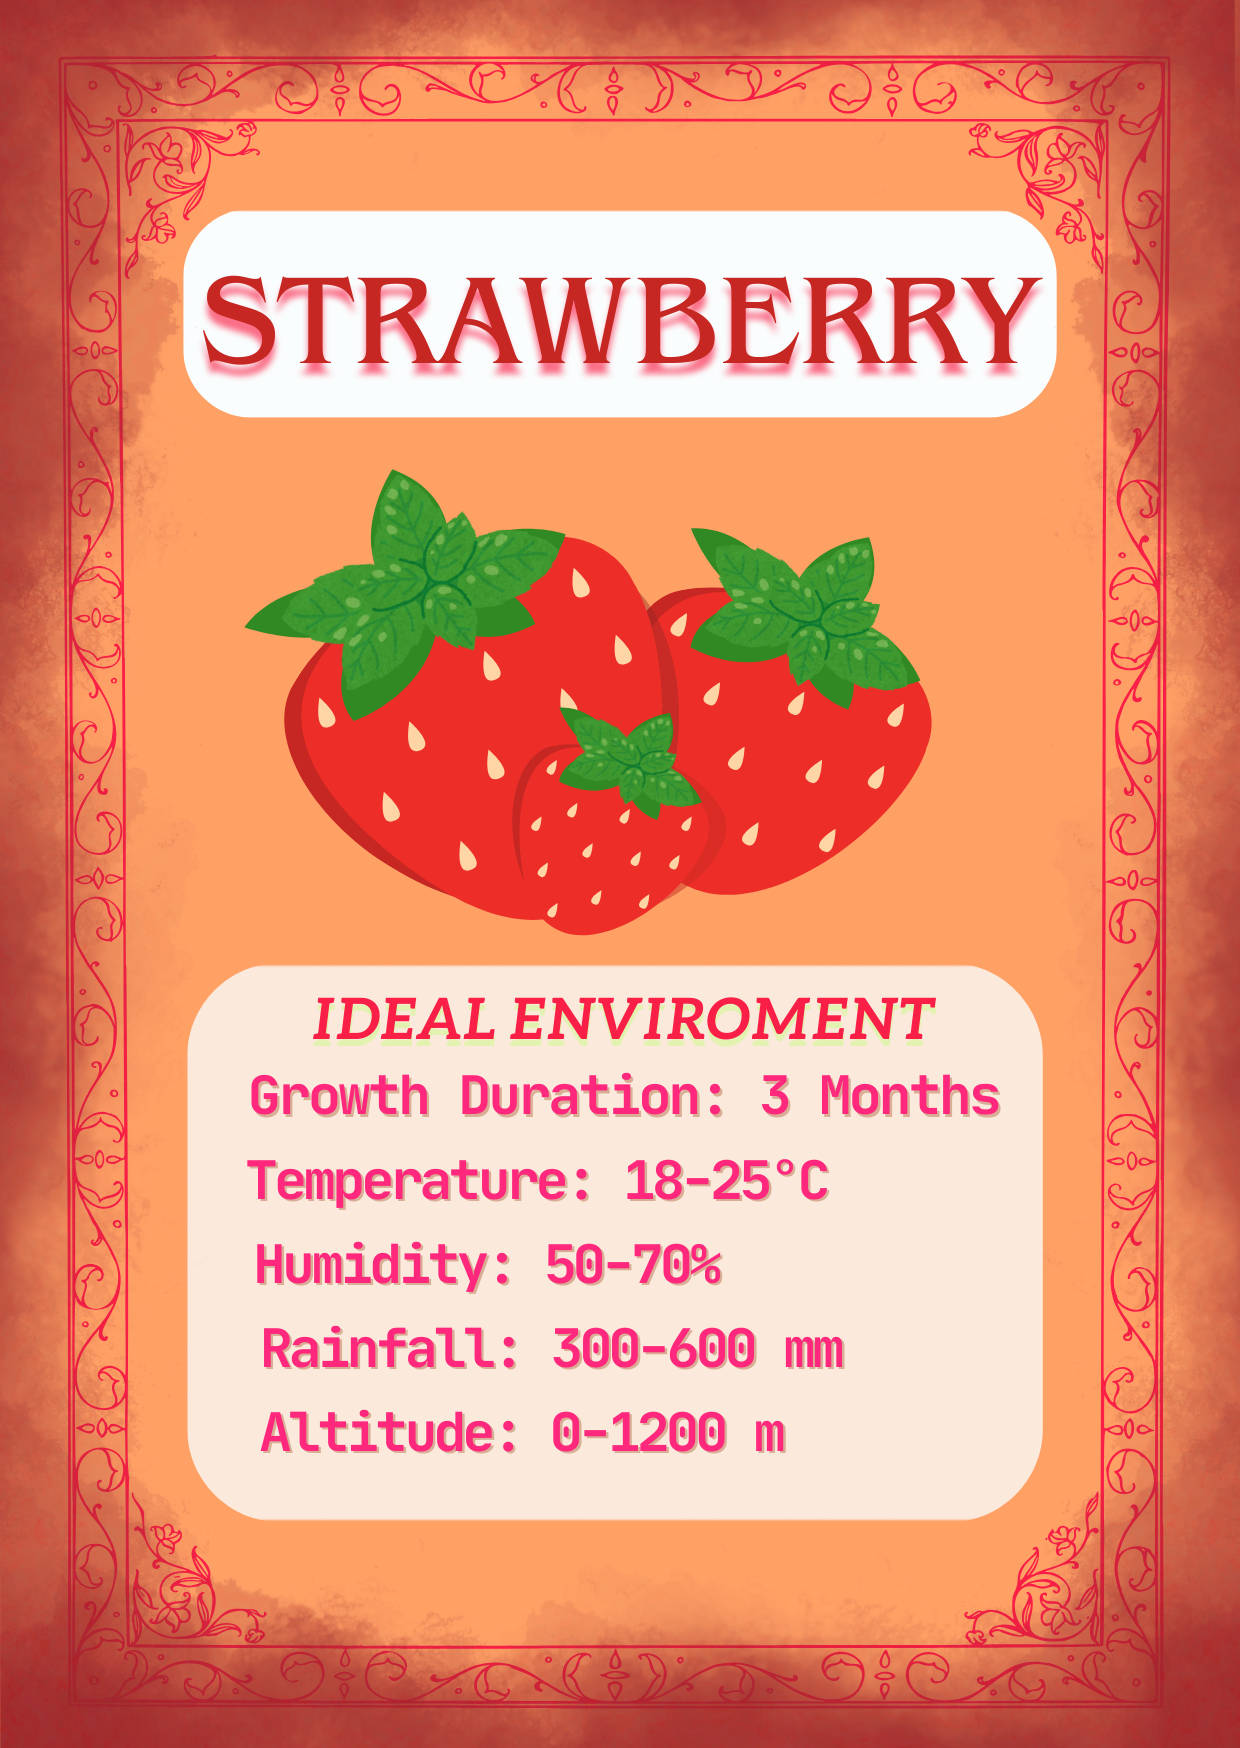 STRAWBERRY
IDEAL ENVIROMENT
Growth Duration: 3 Months
Temperature: 18-25°C
Humidity: 50-70%
Rainfall: 300-600 mm
Altitude: 0-1200 m